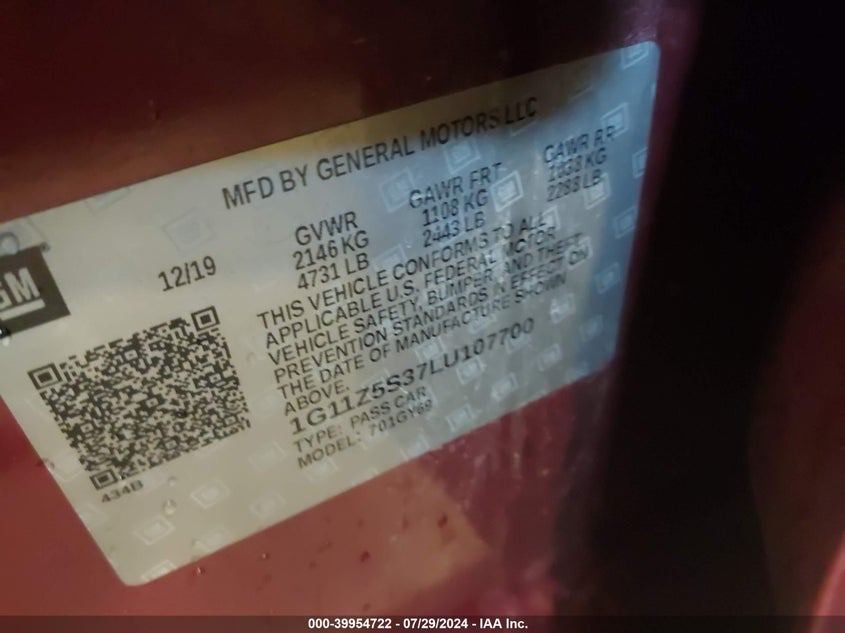 MFD BY GENERAL MOTORS LLC
12/19
GVWR
2146 KG
4731 LB
GAWR FRT
1108 KG
2443 LB
GAWR RR
1038 KG
2288 LB
GM
THIS VEHICLE CONFORMS TO ALL
APPLICABLE U.S. FEDERAL MOTOR
VEHICLE SAFETY, BUMPER, AND THEFT
PREVENTION STANDARDS IN EFFECT ON
THE DATE OF MANUFACTURE SHOWN
ABOVE.
1G11Z5S37LU107700
TYPE: PASS CAR
MODEL: 701GY69
434B
000-39954722 - 07/29/2024 - IAA Inc.